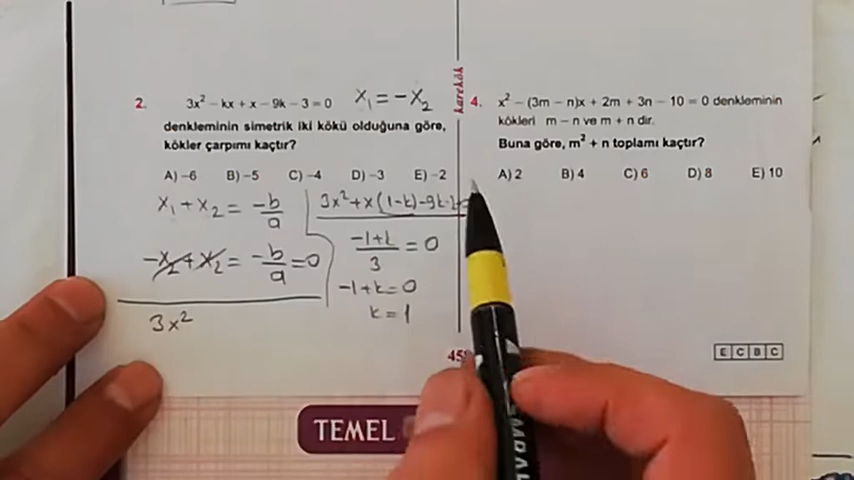 2. 3x² – kx + x – 9k – 3 = 0 x₁ = -x₂
denkleminin simetrik iki kökü olduğuna göre,
kökler çarpımı kaçtır?
A) –6 B) –5 C) –4 D) –3 E) –2
x₁ + x₂ = -b/a
-x₂ + x₂ = -b/a = 0
3x²
3x² + x(1-k) - 9k
-1+k/3 = 0
-1+k = 0
k = 1
karekök
4. x² – (3m – n)x + 2m + 3n – 10 = 0 denkleminin
kökleri m – n ve m + n dir.
Buna göre, m² + n toplamı kaçtır?
A) 2 B) 4 C) 6 D) 8 E) 10
E C B C
TEMEL